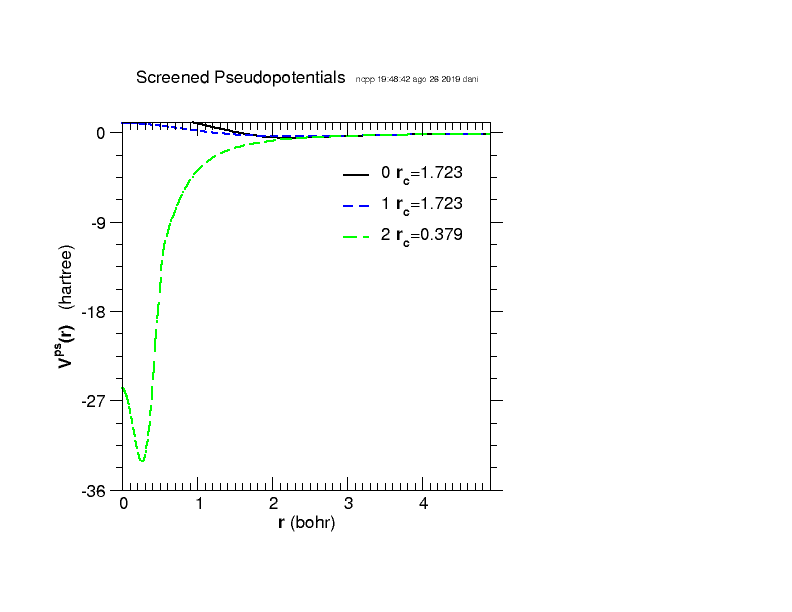 Screened Pseudopotentials ncpp 19:48:42 ago 26 2019 dani
0
-9
-18
-27
-36
V^ps(r) (hartree)
0 r_c=1.723
1 r_c=1.723
2 r_c=0.379
0 1 2 3 4
r (bohr)